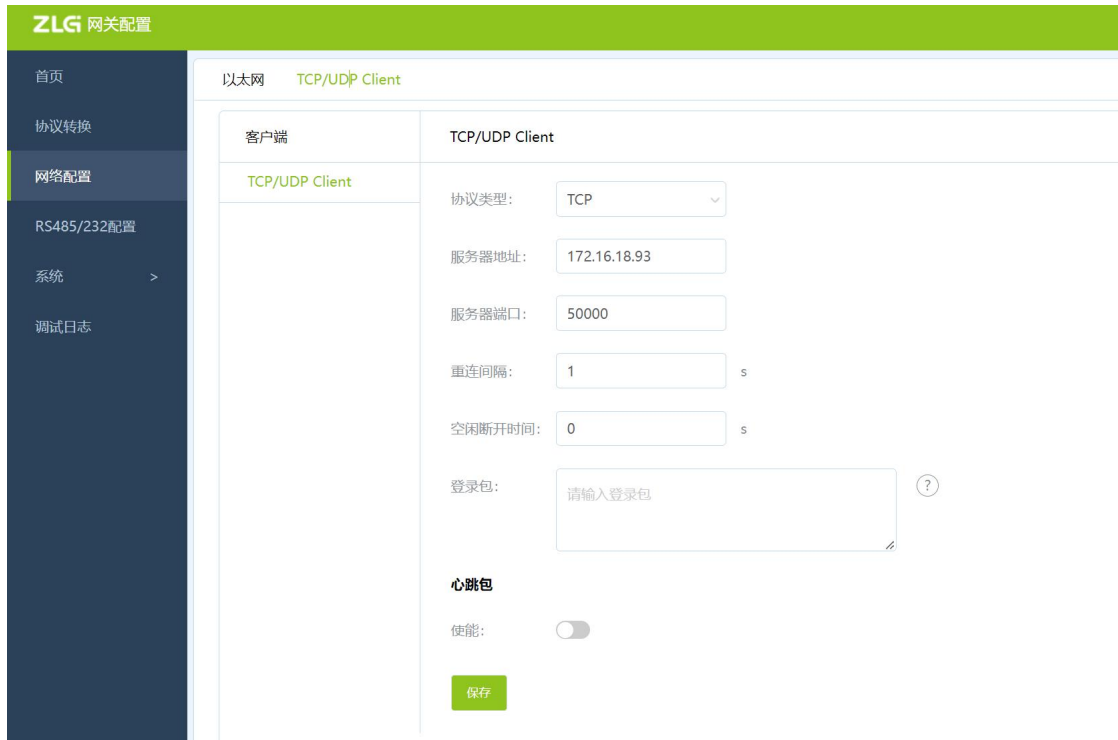 ZLG 网关配置
首页
协议转换
网络配置
RS485/232配置
系统 >
调试日志
以太网 TCP/UDP Client
客户端
TCP/UDP Client
TCP/UDP Client
协议类型: TCP
服务器地址: 172.16.18.93
服务器端口: 50000
重连间隔: 1 s
空闲断开时间: 0 s
登录包: 请输入登录包 ?
心跳包
使能:
保存